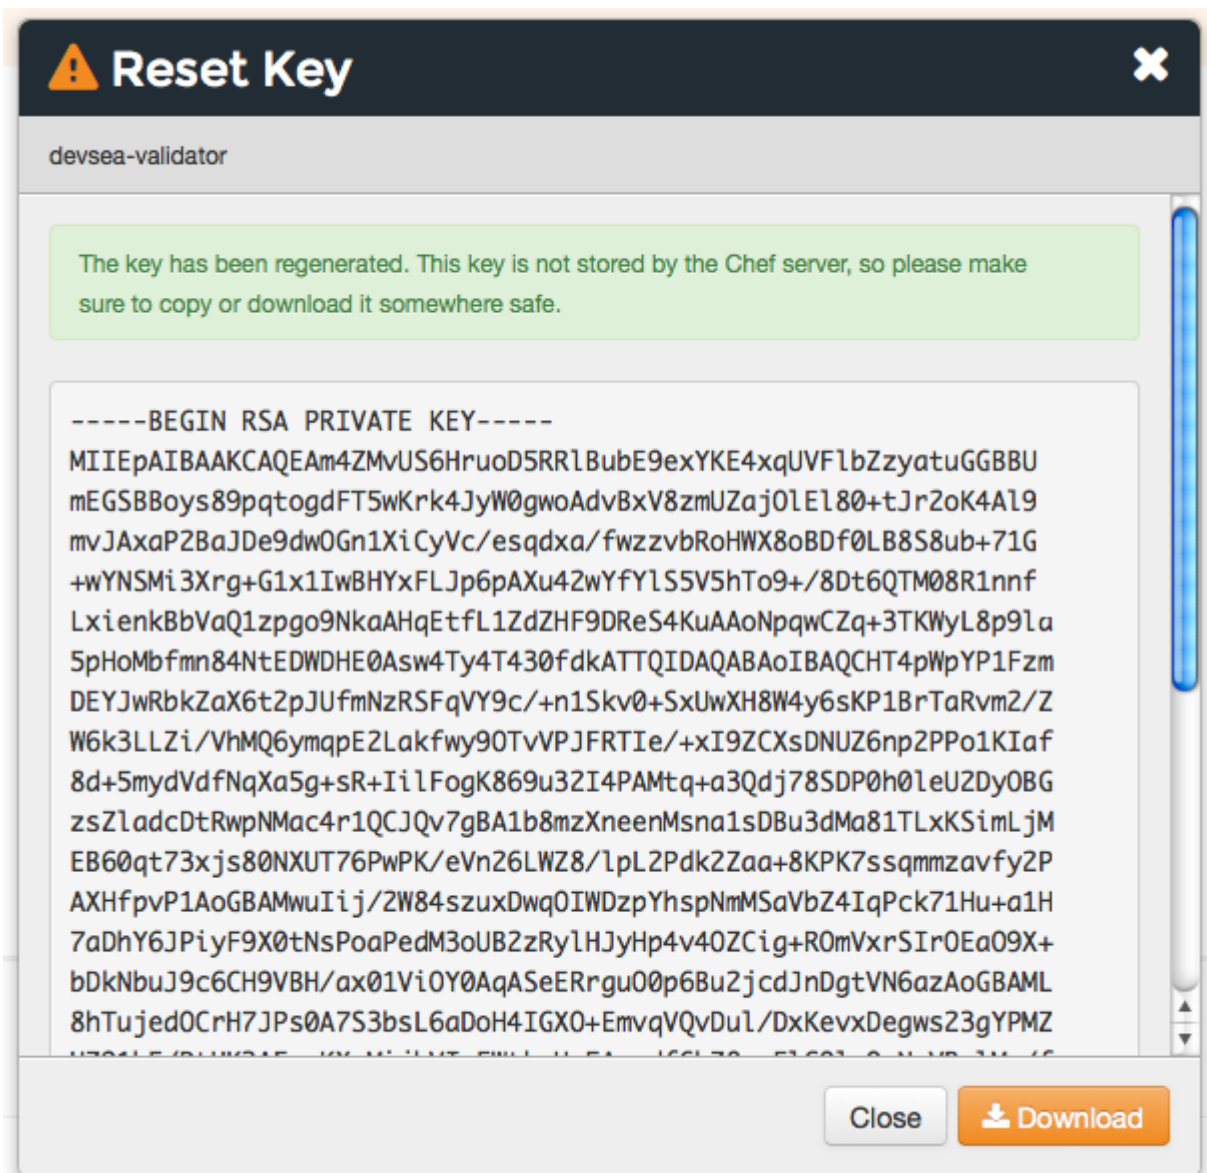 Reset Key
devsea-validator
The key has been regenerated. This key is not stored by the Chef server, so please make
sure to copy or download it somewhere safe.
-----BEGIN RSA PRIVATE KEY-----
MIIEpAIBAAKCAQEAm4ZMvUS6HruoD5RRlBubE9exYKE4xqUVFlbZzyatuGGBBU
mEGSBBoys89pqtogdFT5wKrk4JyW0gwoAdvBxV8zmUZajOlEl80+tJr2oK4Al9
mvJAxaP2BaJDe9dwOGn1XiCyVc/esqdxa/fwzzvbRoHWX8oBDf0LB8S8ub+71G
+wYNSMi3Xrg+G1x1IwBHYxFLJp6pAXu42wYfYlS5V5hTo9+/8Dt6QTM08R1nnf
LxienkBbVaQ1zpgo9NkaAHqEtfL1ZdZHF9DReS4KuAAoNpqwCZq+3TKWyL8p9la
5pHoMbfmn84NtEDWDHE0Asw4Ty4T430fdkATTQIDAQABAoIBAQCHT4pWpYP1Fzm
DEYJwRbkZaX6t2pJUfmNzRSFqVY9c/+n1Skv0+SxUwXH8W4y6sKP1BrTaRvm2/Z
W6k3LLZi/VhMQ6ymqpE2Lakfwy9OTvVPJFRTIe/+xI9ZCXsDNUZ6np2PPo1KIaf
8d+5mydVdfNqXa5g+sR+IilFogK869u32I4PAMtq+a3Qdj78SDP0h0leU2DyOBG
zsZladcDtRwpNMac4r1QCJQv7gBA1b8mzXneenMsna1sDBu3dMa81TLxKSimLjM
EB60qt73xjs80NXUT76PwPK/eVn26LWZ8/lpL2Pdk2Zaa+8KPK7ssqmmzavfy2P
AXHfpvP1AoGBAMwuIij/2W84szuxDwqOIWDzpYhspNmMSaVbZ4IqPck71Hu+a1H
7aDhY6JPiyF9X0tNsPoaPedM3oUB2zRylHJyHp4v4OZCig+ROmVxrSIrOEaO9X+
bDkNbuJ9c6CH9VBH/ax01ViOY0AqASeERrguO0p6Bu2jcdJnDgtVN6azAoGBAML
8hTujedOCrH7JPs0A7S3bsL6aDoH4IGXO+EmvqVQvDul/DxKevxDegws23gYPMZ
Close
Download